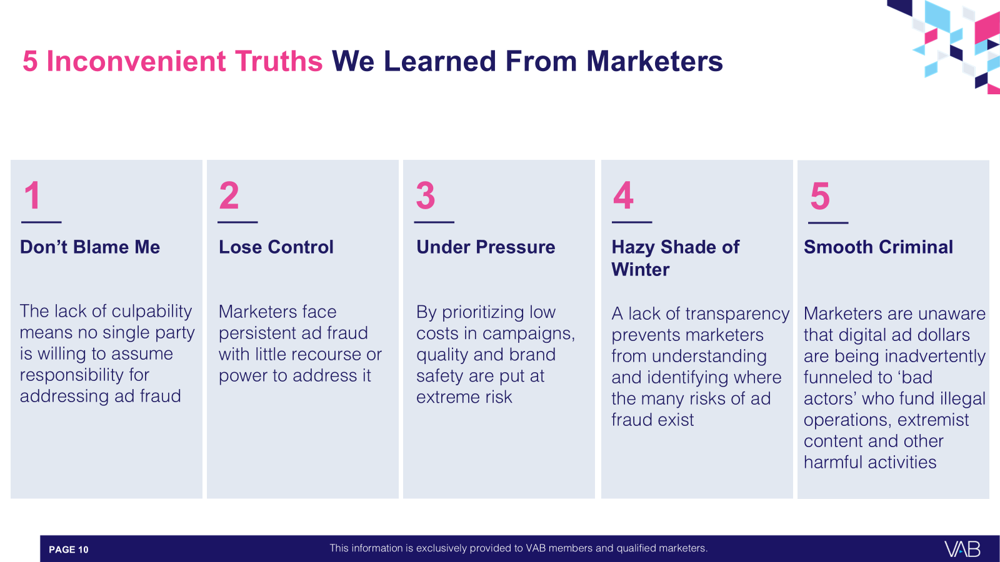 5 Inconvenient Truths We Learned From Marketers
1
Don’t Blame Me
The lack of culpability
means no single party
is willing to assume
responsibility for
addressing ad fraud
2
Lose Control
Marketers face
persistent ad fraud
with little recourse or
power to address it
3
Under Pressure
By prioritizing low
costs in campaigns,
quality and brand
safety are put at
extreme risk
4
Hazy Shade of
Winter
A lack of transparency
prevents marketers
from understanding
and identifying where
the many risks of ad
fraud exist
5
Smooth Criminal
Marketers are unaware
that digital ad dollars
are being inadvertently
funneled to ‘bad
actors’ who fund illegal
operations, extremist
content and other
harmful activities
PAGE 10
This information is exclusively provided to VAB members and qualified marketers.
VAB